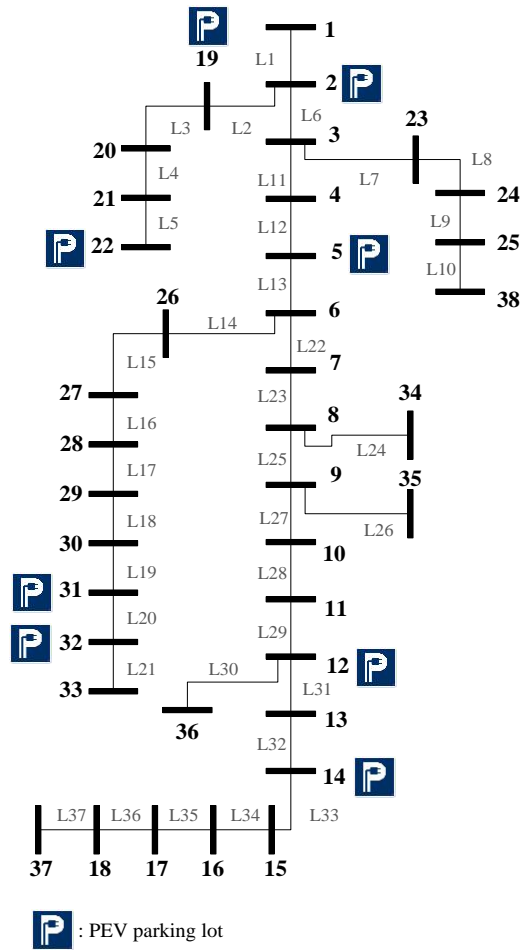 1
P
19
L1
2
P
L3
L2
L6
23
3
20
L8
L7
L4
L11
24
21
4
L5
L12
L9
P
22
5
P
25
L10
L13
26
6
38
L14
L15
L22
7
27
34
L23
L16
8
28
L24
L17
L25
9
35
29
L18
L27
L26
30
10
L19
L28
P
31
11
L20
L29
P
32
12
P
L21
L30
33
L31
36
13
L32
14
P
L37
L36
L35
L34
L33
37
18
17
16
15
P : PEV parking lot